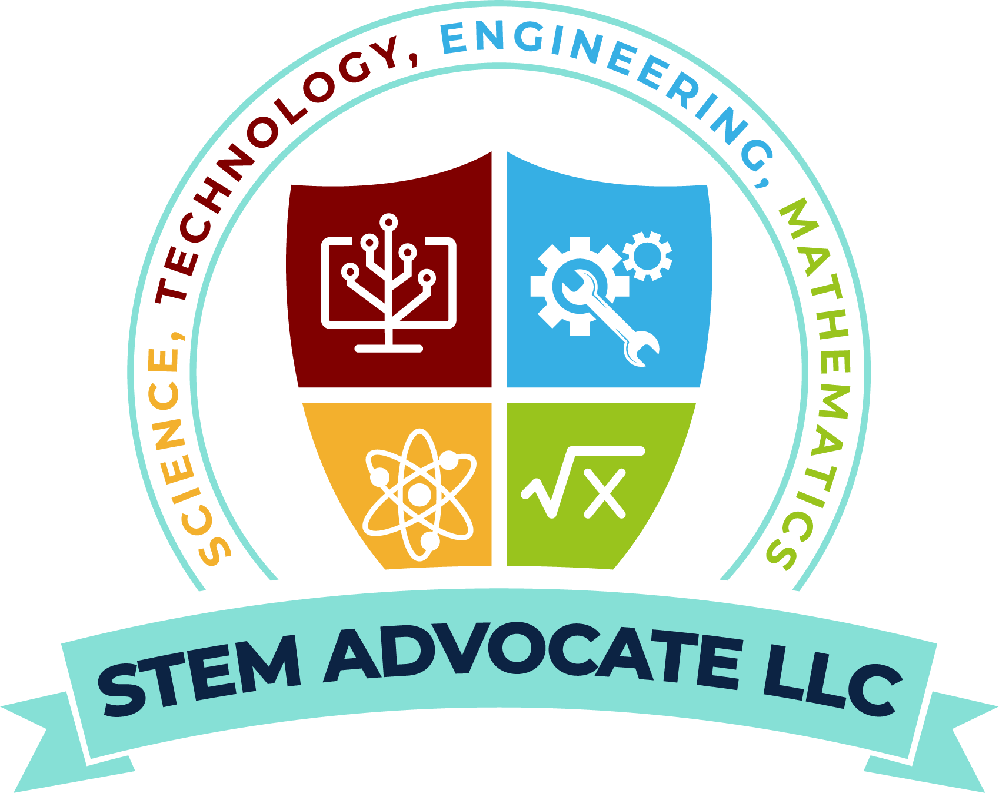 SCIENCE, TECHNOLOGY, ENGINEERING, MATHEMATICS
√x
STEM ADVOCATE LLC